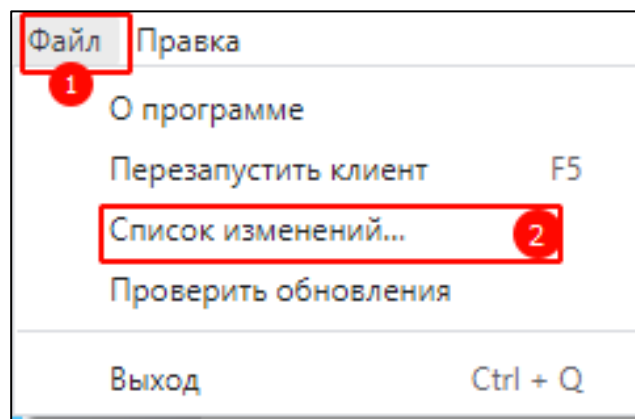 Файл Правка
1
О программе
Перезапустить клиент F5
Список изменений... 2
Проверить обновления
Выход Ctrl + Q